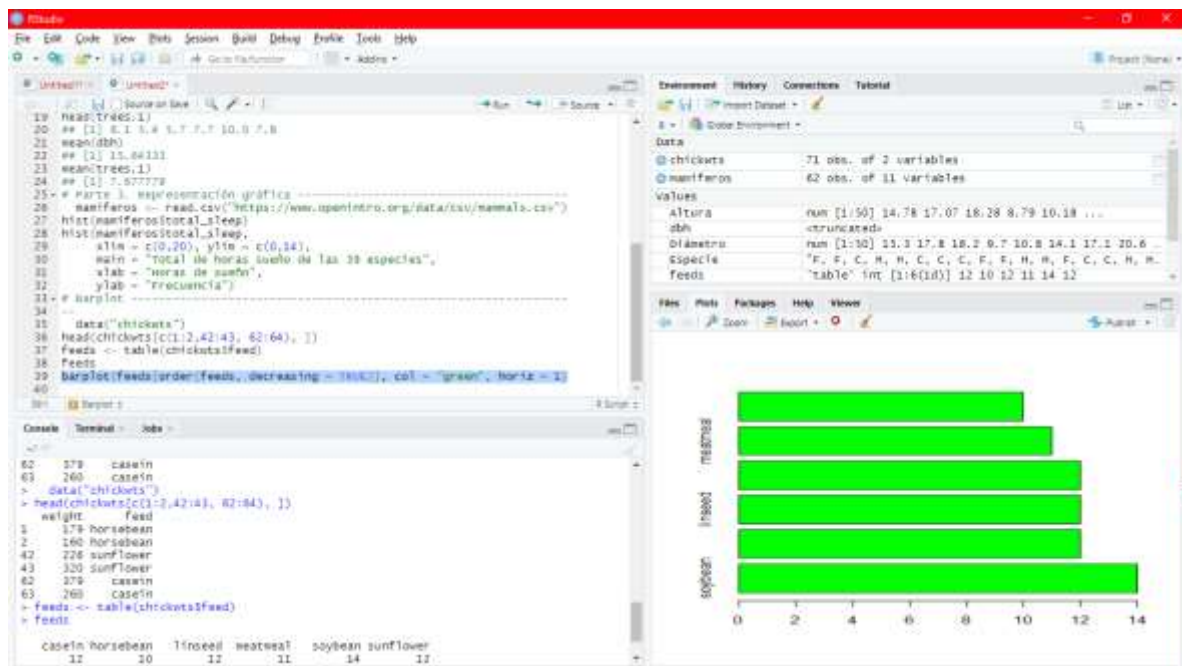 RStudio
File Edit Code View Plots Session Build Debug Profile Tools Help
Go to file/function Addins Project: (None)
Untitled1* Untitled2*
Source on Save Run Source
19 head(trees,1)
20 ## [1] 8.1 5.4 5.7 7.7 10.0 7.8
21 mean(dbh)
22 ## [1] 15.64331
23 mean(trees,1)
24 ## [1] 7.677778
25 # Parte 3. Representación gráfica
26 mamiferos <- read.csv("https://www.openintro.org/data/csv/mammals.csv")
27 hist(mamiferos$total_sleep)
28 hist(mamiferos$total_sleep,
29 xlim = c(0,20), ylim = c(0,14),
30 main = "Total de horas sueño de las 39 especies",
31 xlab = "Horas de sueño",
32 ylab = "Frecuencia")
33 # Barplot
34 --
35 data("chickwts")
36 head(chickwts[c(1:2,42:43, 62:64), ])
37 feeds <- table(chickwts$feed)
38 feeds
39 barplot(feeds[order(feeds, decreasing = TRUE)], col = "green", horiz = 1)
40
Barplot R Script
Console Terminal Jobs
62 379 casein
63 260 casein
> data("chickwts")
> head(chickwts[c(1:2,42:43, 62:64), ])
weight feed
1 179 horsebean
2 160 horsebean
42 226 sunflower
43 320 sunflower
62 379 casein
63 260 casein
> feeds <- table(chickwts$feed)
> feeds
casein horsebean linseed meatmeal soybean sunflower
12 10 12 11 14 12
Environment History Connections Tutorial
Import Dataset List
R Global Environment
Data
chickwts 71 obs. of 2 variables
mamiferos 62 obs. of 11 variables
Values
Altura num [1:50] 14.78 17.07 18.28 8.79 10.18 ...
dbh <truncated>
Diámetro num [1:50] 15.3 17.8 18.2 9.7 10.8 14.1 17.1 20.6
Especie "F, F, C, H, H, C, C, C, F, F, H, H, F, C, C, H, H
feeds 'table' int [1:6(1d)] 12 10 12 11 14 12
Files Plots Packages Help Viewer
Zoom Export Publish
meatmeal
linseed
soybean
0 2 4 6 8 10 12 14